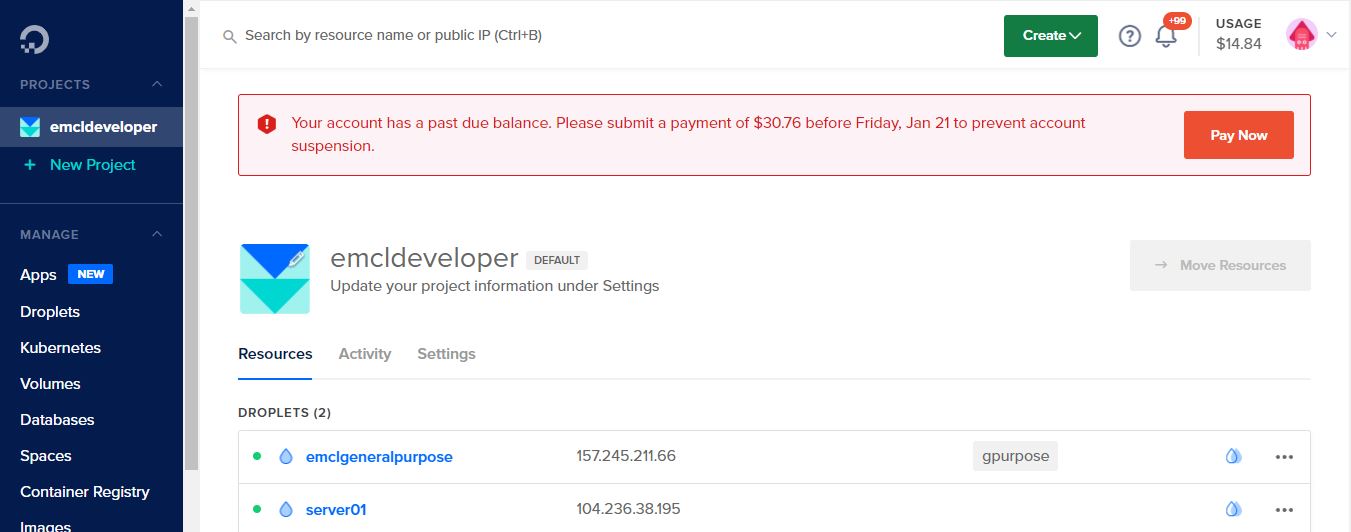 Search by resource name or public IP (Ctrl+B)
Create
+99
USAGE
$14.84
PROJECTS
emcldeveloper
+ New Project
MANAGE
Apps NEW
Droplets
Kubernetes
Volumes
Databases
Spaces
Container Registry
Images
Your account has a past due balance. Please submit a payment of $30.76 before Friday, Jan 21 to prevent account
suspension.
Pay Now
emcldeveloper DEFAULT
Update your project information under Settings
→ Move Resources
Resources Activity Settings
DROPLETS (2)
emclgeneralpurpose 157.245.211.66 gpurpose
server01 104.236.38.195